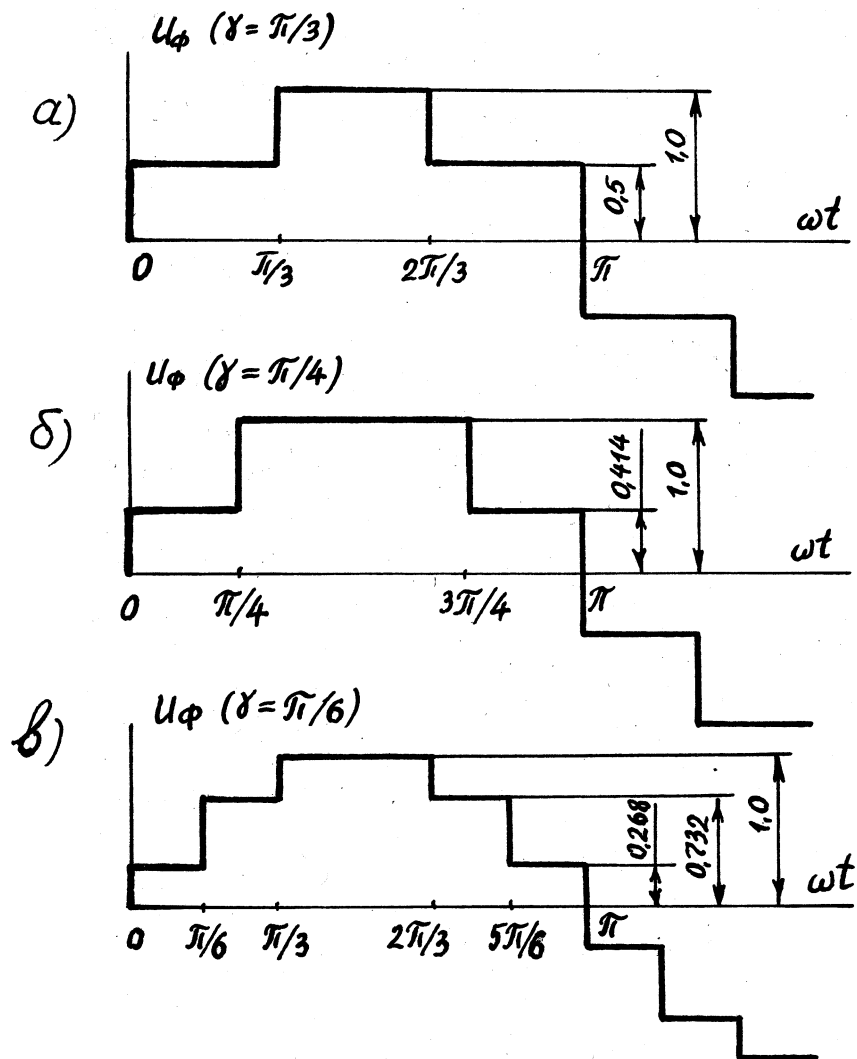 Uф (γ = π/3)
а)
1,0
0,5
ωt
0
π/3
2π/3
π
Uф (γ = π/4)
б)
0,414
1,0
ωt
0
π/4
3π/4
π
Uф (γ = π/6)
в)
0,268
0,732
1,0
ωt
0
π/6
π/3
2π/3
5π/6
π